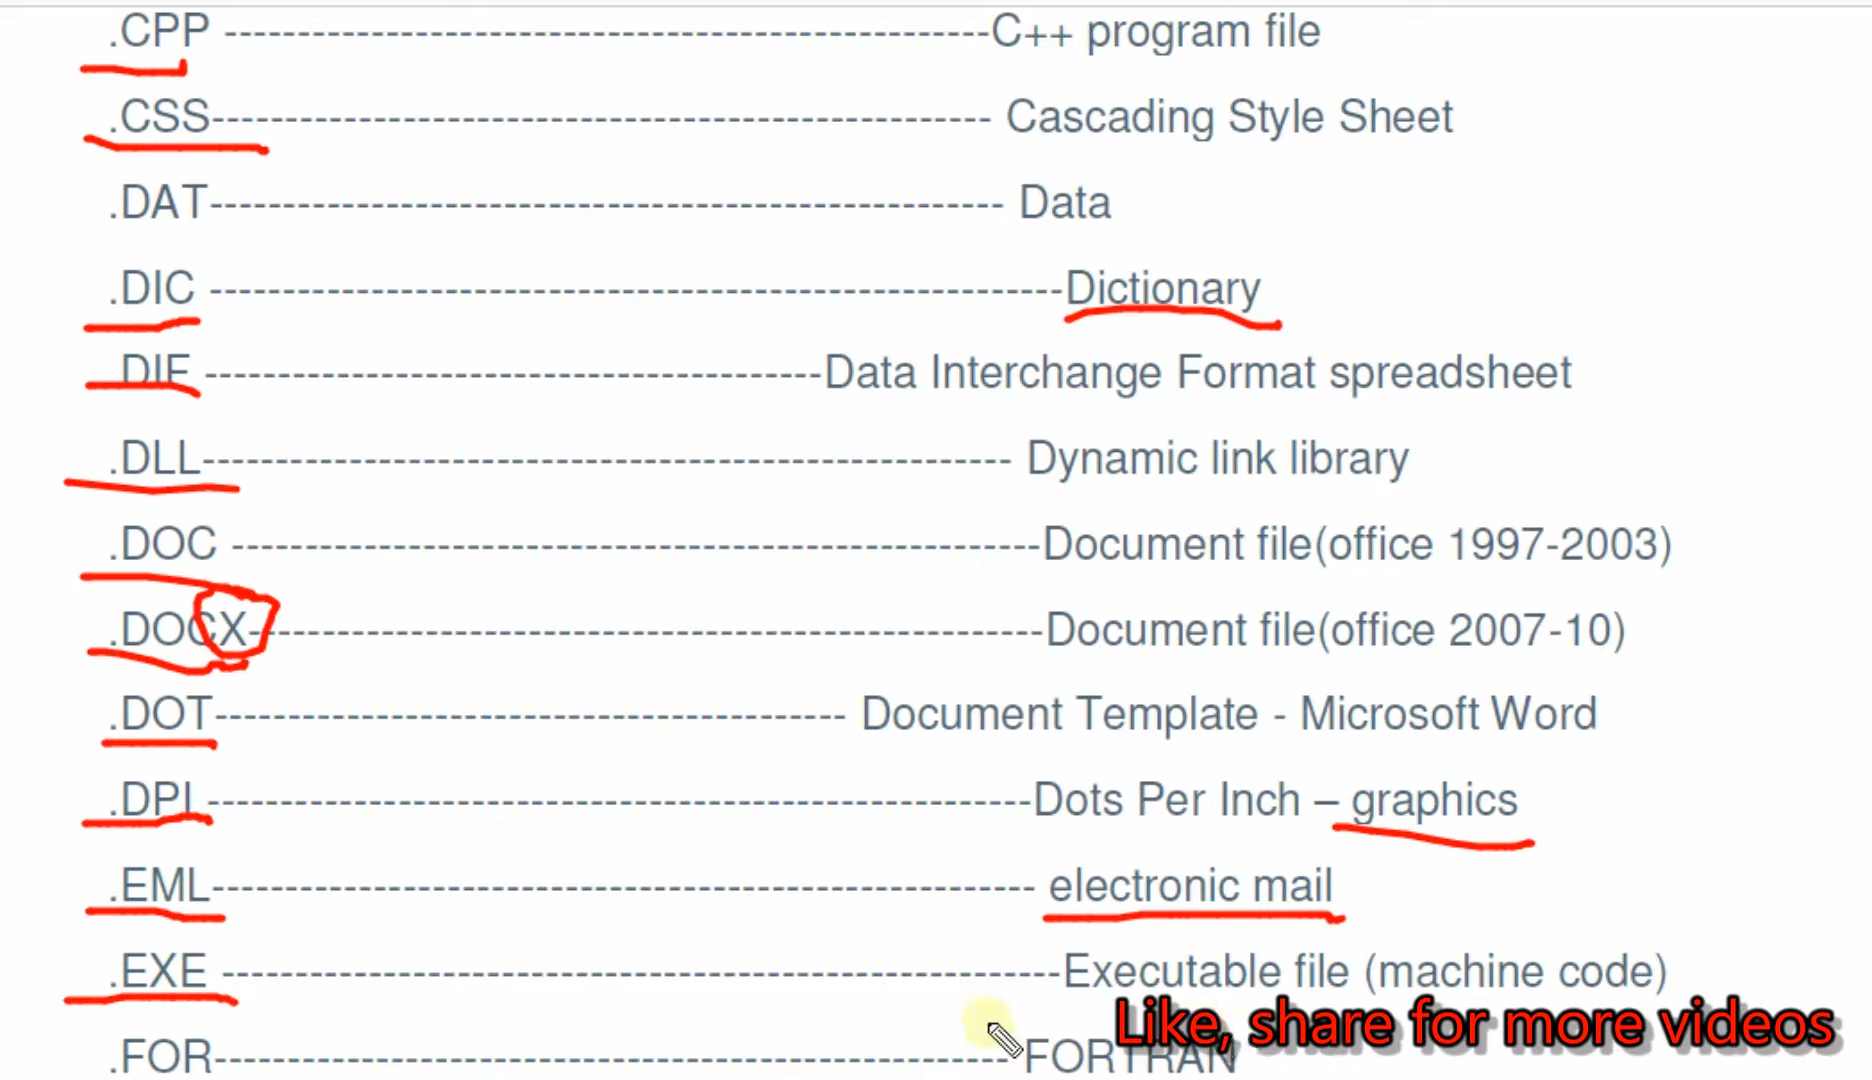 .CPP ----------------------------------------------------C++ program file
.CSS----------------------------------------------------- Cascading Style Sheet
.DAT------------------------------------------------------ Data
.DIC ----------------------------------------------------------Dictionary
.DIF ------------------------------------------Data Interchange Format spreadsheet
.DLL------------------------------------------------------- Dynamic link library
.DOC -------------------------------------------------------Document file(office 1997-2003)
.DOCX------------------------------------------------------Document file(office 2007-10)
.DOT------------------------------------------- Document Template - Microsoft Word
.DPI--------------------------------------------------------Dots Per Inch – graphics
.EML-------------------------------------------------------- electronic mail
.EXE ---------------------------------------------------------Executable file (machine code)
Like, share for more videos
.FOR------------------------------------------------------ FORTRAN